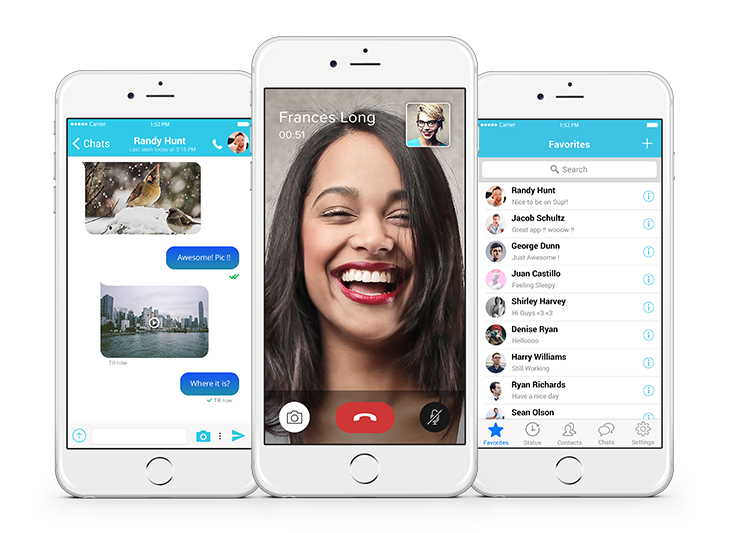 Carrier
1:52 PM
Chats
Randy Hunt
Last seen today at 3:15 PM
Awesome! Pic !!
Till now
Where it is?
Till now
Frances Long
00:51
Carrier
1:52 PM
Favorites
Search
Randy Hunt
Nice to be on Sup!!
Jacob Schultz
Great app !! wooow !!
George Dunn
Just Awesome !
Juan Castillo
Feeling Sleepy
Shirley Harvey
Hi Guys <3 <3
Denise Ryan
Helloooo
Harry Williams
Still Working
Ryan Richards
Have a nice day
Sean Olson
Favorites
Status
Contacts
Chats
Settings